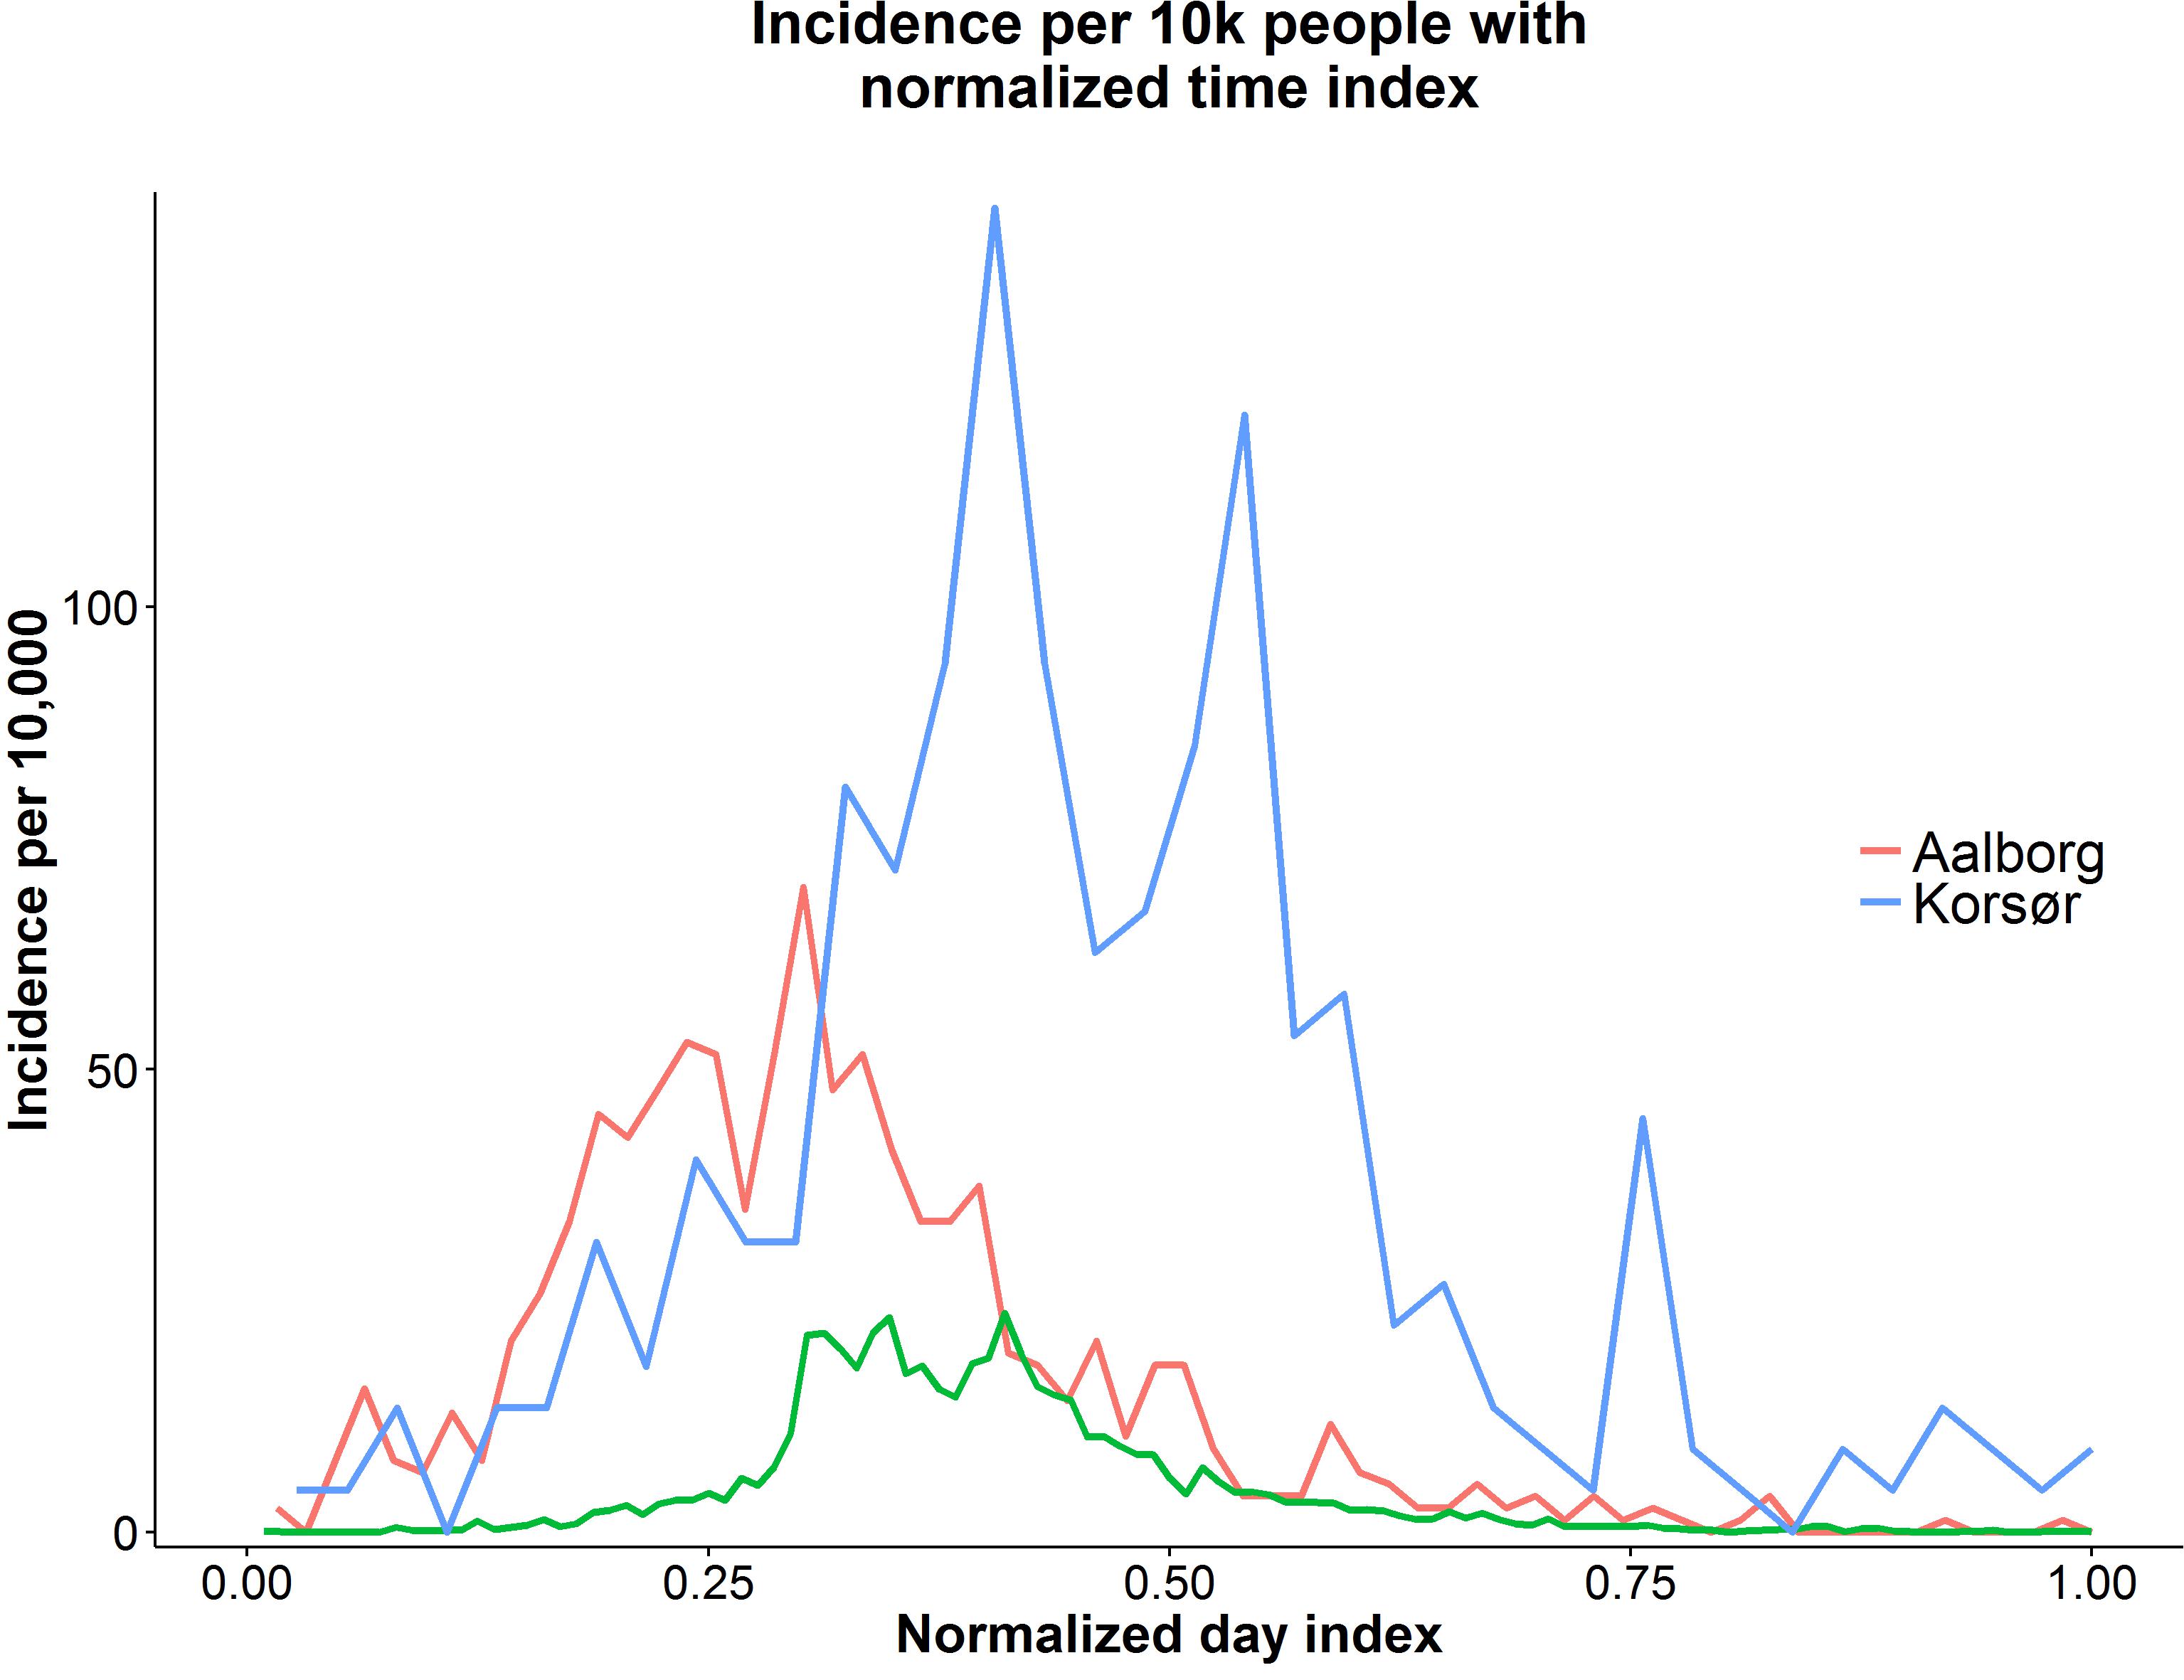 Incidence per 10k people with
normalized time index
Incidence per 10,000
100
50
0
Aalborg
Korsør
0.00 0.25 0.50 0.75 1.00
Normalized day index